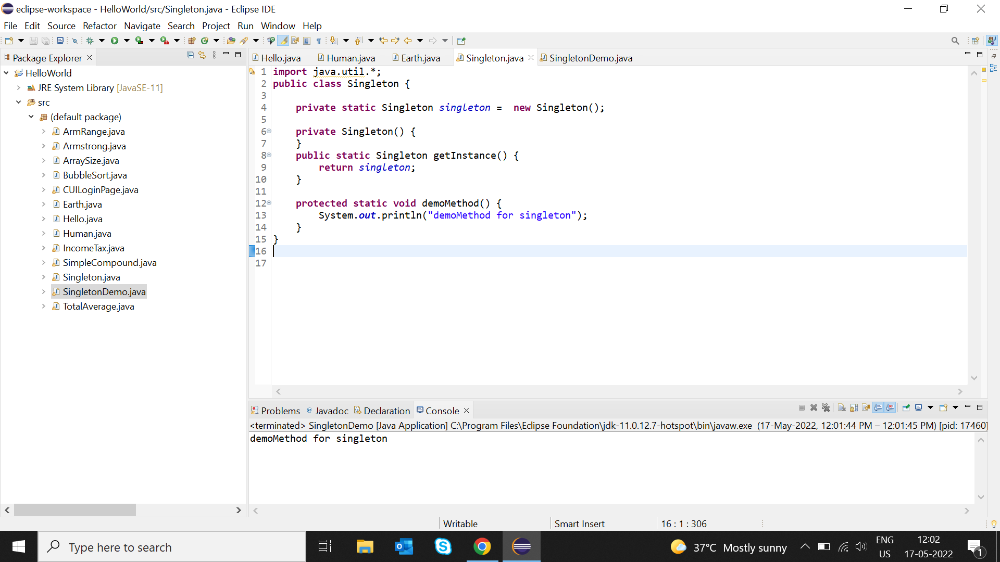 eclipse-workspace - HelloWorld/src/Singleton.java - Eclipse IDE
File Edit Source Refactor Navigate Search Project Run Window Help
Package Explorer
HelloWorld
JRE System Library [JavaSE-11]
src
(default package)
ArmRange.java
Armstrong.java
ArraySize.java
BubbleSort.java
CUILoginPage.java
Earth.java
Hello.java
Human.java
IncomeTax.java
SimpleCompound.java
Singleton.java
SingletonDemo.java
TotalAverage.java
Hello.java Human.java Earth.java Singleton.java SingletonDemo.java
1 import java.util.*;
2 public class Singleton {
3
4 private static Singleton singleton = new Singleton();
5
6 private Singleton() {
7 }
8 public static Singleton getInstance() {
9 return singleton;
10 }
11
12 protected static void demoMethod() {
13 System.out.println("demoMethod for singleton");
14 }
15 }
16
17
Problems @ Javadoc Declaration Console
<terminated> SingletonDemo [Java Application] C:\Program Files\Eclipse Foundation\jdk-11.0.12.7-hotspot\bin\javaw.exe (17-May-2022, 12:01:44 PM – 12:01:45 PM) [pid: 17460]
demoMethod for singleton
Writable Smart Insert 16 : 1 : 306
Type here to search
37°C Mostly sunny
ENG
US
12:02
17-05-2022
1